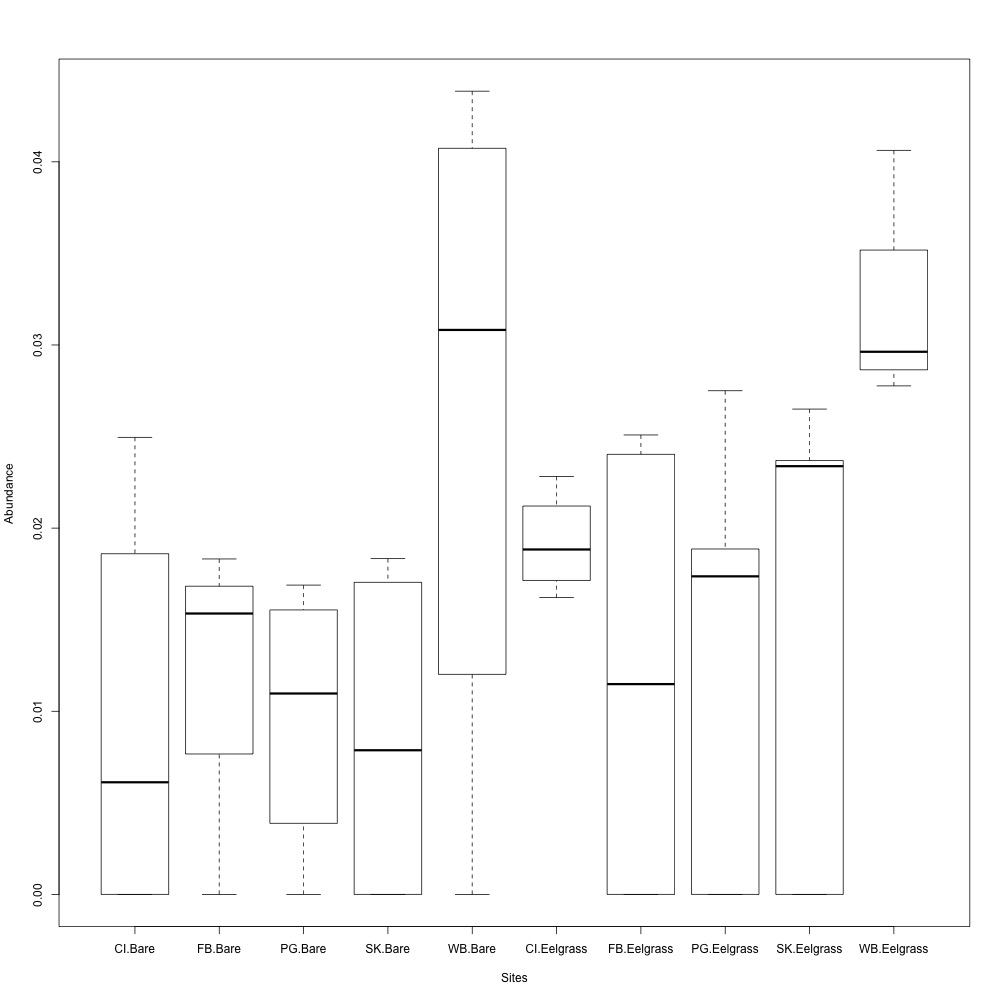 Abundance
0.04
0.03
0.02
0.01
0.00
CI.Bare FB.Bare PG.Bare SK.Bare WB.Bare CI.Eelgrass FB.Eelgrass PG.Eelgrass SK.Eelgrass WB.Eelgrass
Sites